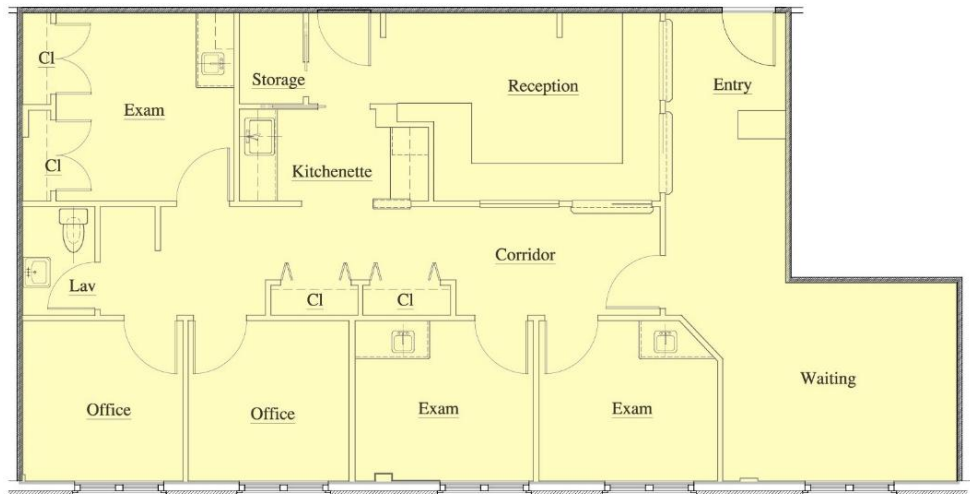 Cl
Exam
Storage
Reception
Entry
Cl
Kitchenette
Lav
Corridor
Cl
Cl
Office
Office
Exam
Exam
Waiting